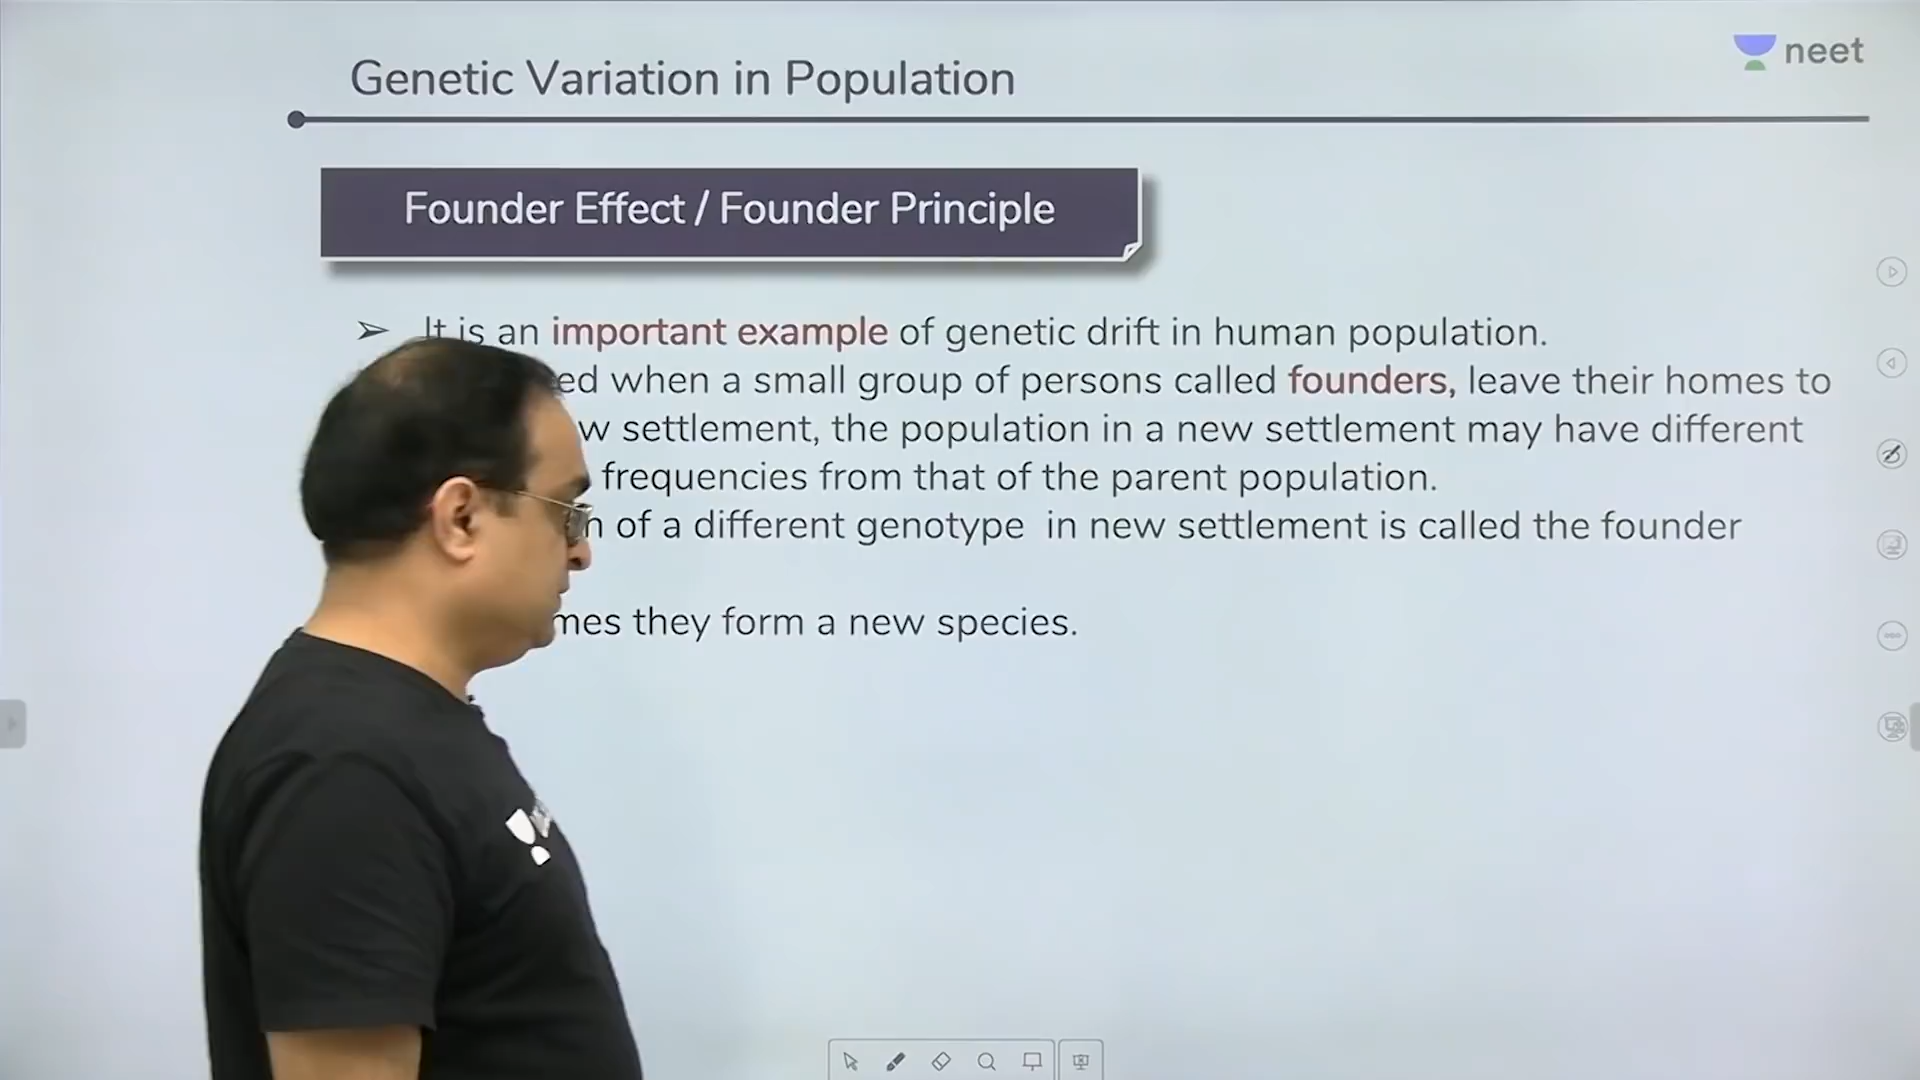 neet
Genetic Variation in Population
Founder Effect / Founder Principle
It is an important example of genetic drift in human population.
when a small group of persons called founders, leave their homes to
settlement, the population in a new settlement may have different
frequencies from that of the parent population.
of a different genotype in new settlement is called the founder
they form a new species.